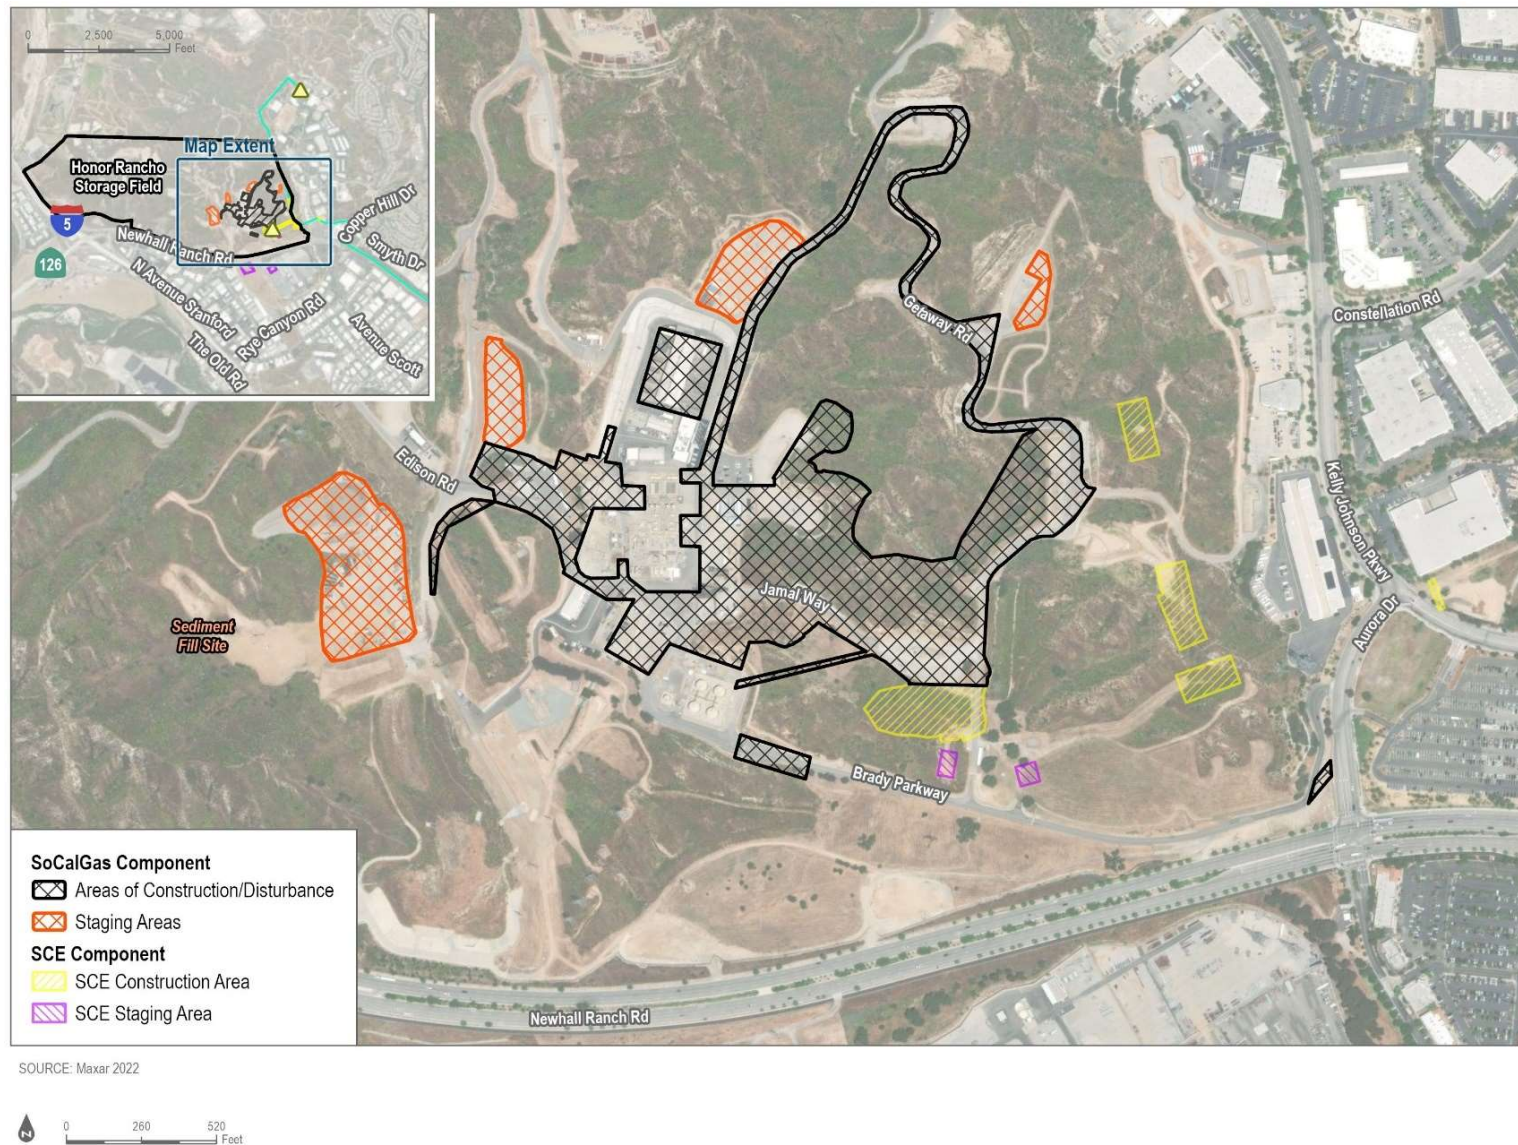 0 2,500 5,000
Feet
Map Extent
Honor Rancho
Storage Field
5
126
Newhall Ranch Rd
N Avenue Stanford
The Old Rd
Rye Canyon Rd
Copper Hill Dr
Smyth Dr
Avenue Scott
Getaway Rd
Constellation Rd
Edison Rd
Kelly Johnson Pkwy
Jamal Way
Aurora Dr
Sediment
Fill Site
Brady Parkway
Newhall Ranch Rd
SoCalGas Component
Areas of Construction/Disturbance
Staging Areas
SCE Component
SCE Construction Area
SCE Staging Area
SOURCE: Maxar 2022
N
0 260 520
Feet